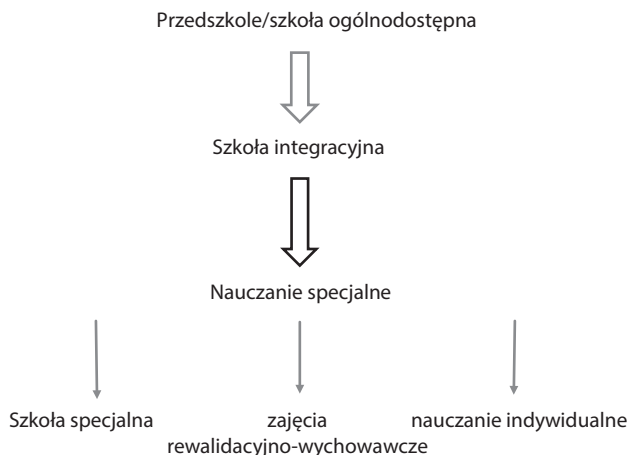 Przedszkole/szkoła ogólnodostępna
Szkoła integracyjna
Nauczanie specjalne
Szkoła specjalna
zajęcia
rewalidacyjno-wychowawcze
nauczanie indywidualne